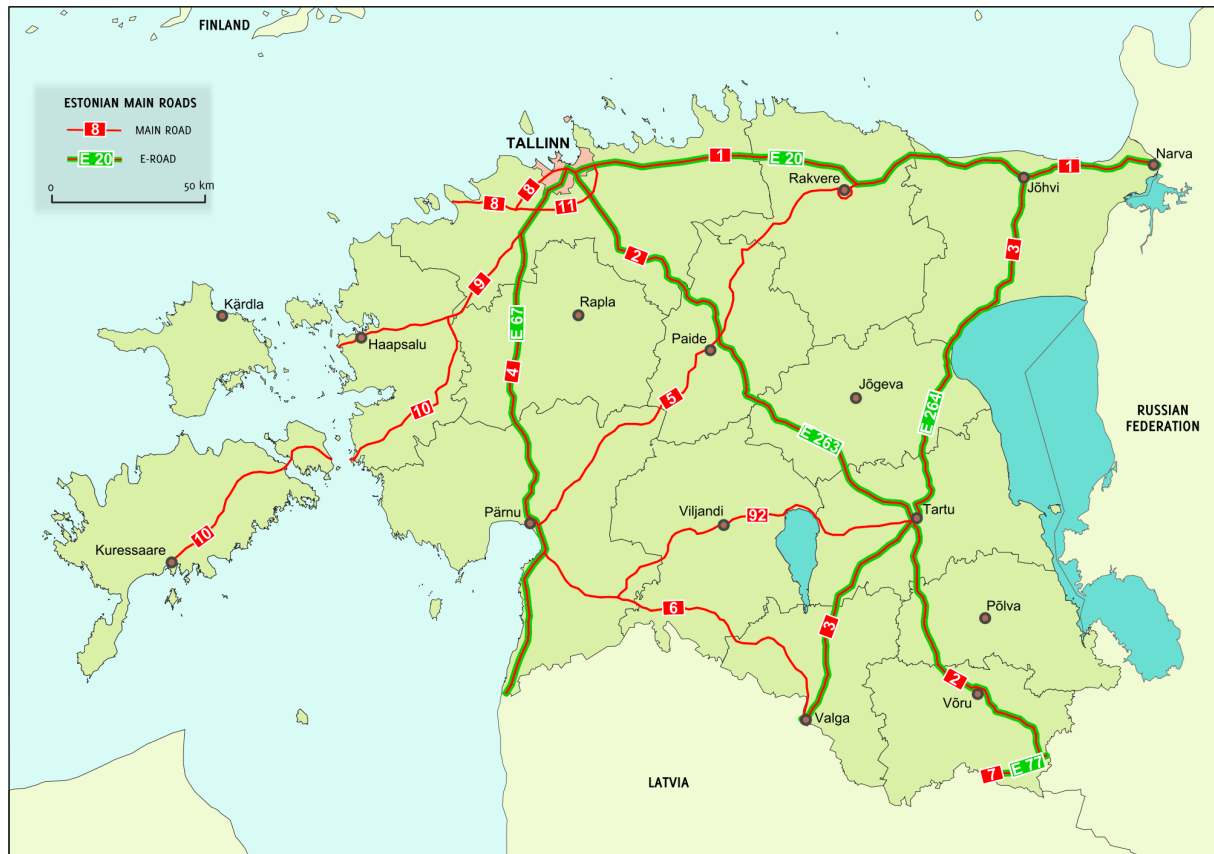 FINLAND
ESTONIAN MAIN ROADS
8 MAIN ROAD
E 20 E-ROAD
0 50 km
TALLINN
1
E 20
1
Narva
Rakvere
Jõhvi
8
8
11
2
3
9
Kärdla
Rapla
E 67
Haapsalu
Paide
4
5
10
Jõgeva
E 264
RUSSIAN
FEDERATION
E 263
Pärnu
Viljandi
92
Tartu
10
Kuressaare
6
3
Põlva
2
Võru
Valga
7
E 77
LATVIA